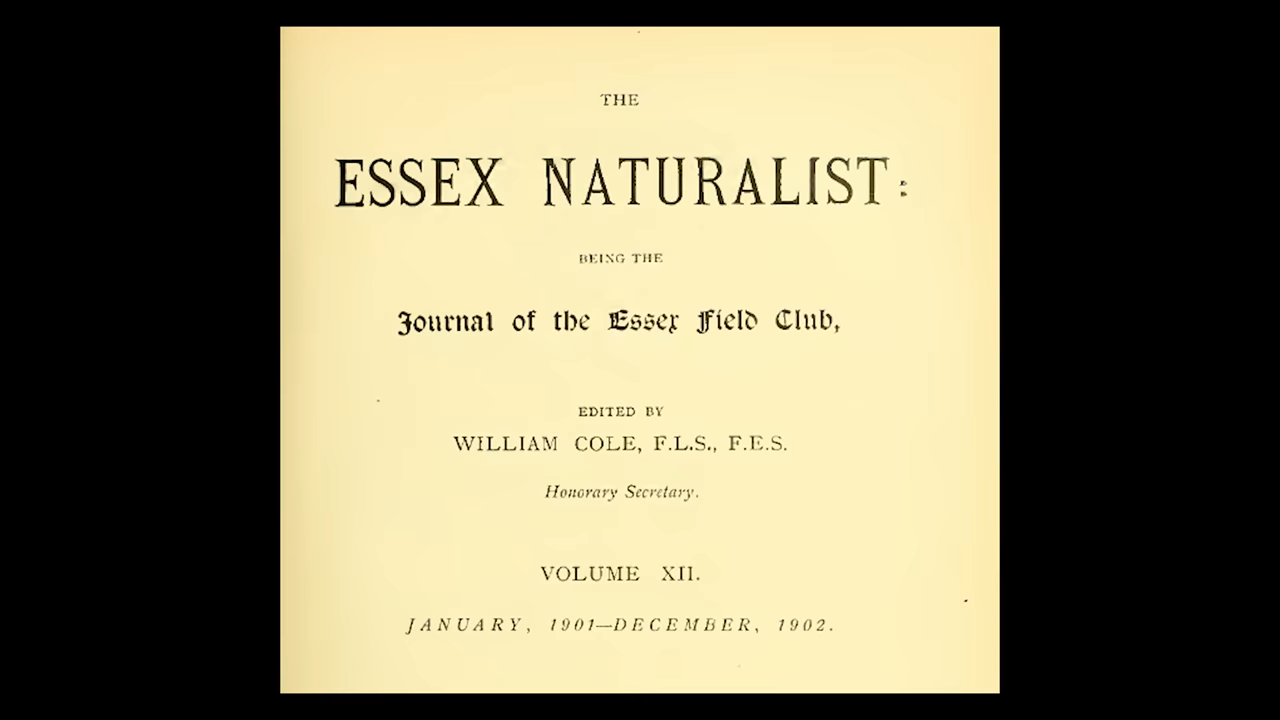 THE
ESSEX NATURALIST:
BEING THE
Journal of the Essex Field Club,
EDITED BY
WILLIAM COLE, F.L.S., F.E.S.
Honorary Secretary.
VOLUME XII.
JANUARY, 1901—DECEMBER, 1902.